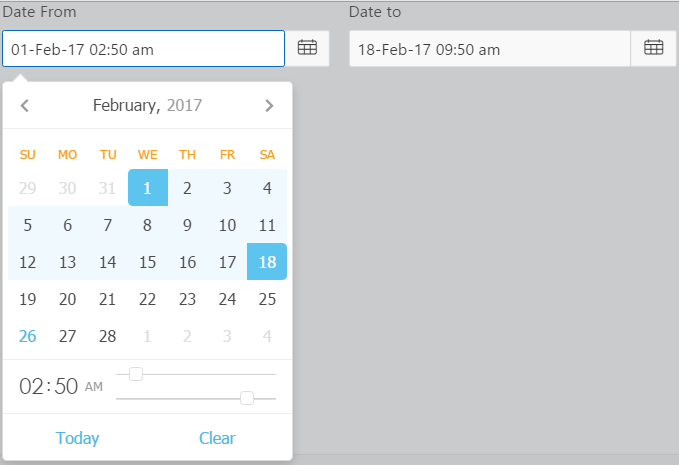 Date From Date to
01-Feb-17 02:50 am 18-Feb-17 09:50 am
February, 2017
SU MO TU WE TH FR SA
29 30 31 1 2 3 4
5 6 7 8 9 10 11
12 13 14 15 16 17 18
19 20 21 22 23 24 25
26 27 28 1 2 3 4
02:50 AM
Today Clear